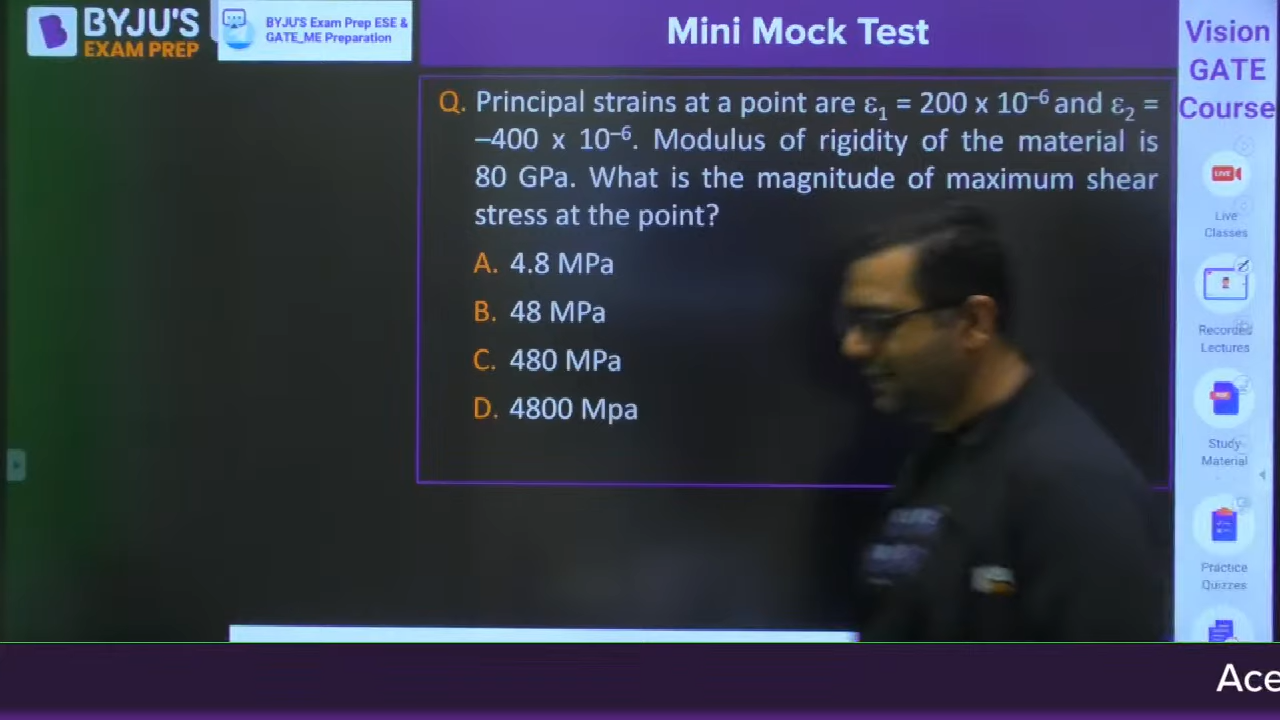 BYJU'S
EXAM PREP
BYJU'S Exam Prep ESE &
GATE_ME Preparation
Mini Mock Test
Vision
GATE
Course
Q. Principal strains at a point are ε₁ = 200 x 10⁻⁶ and ε₂ =
–400 x 10⁻⁶. Modulus of rigidity of the material is
80 GPa. What is the magnitude of maximum shear
stress at the point?
A. 4.8 MPa
B. 48 MPa
C. 480 MPa
D. 4800 Mpa
LIVE
Live
Classes
Recorded
Lectures
Study
Material
Practice
Quizzes
Ace